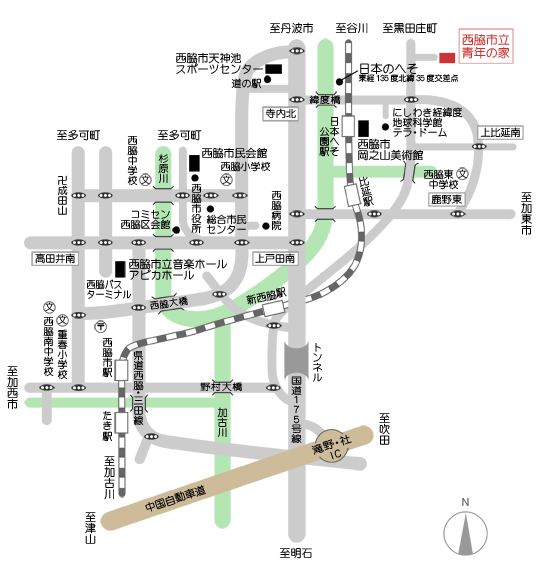 至丹波市
至谷川
至黒田庄町
西脇市立
青年の家
西脇市天神池
スポーツセンター
道の駅
日本のへそ
東経135度北緯35度交差点
緯度橋
寺内北
にしわき経緯度
地球科学館
テラ・ドーム
日本へそ
公園駅
上比延南
至多可町
至多可町
西脇中学校
杉原川
西脇市民会館
西脇小学校
西脇市
岡之山美術館
西脇東
中学校
比延駅
鹿野東
卍成田山
西脇市役所
西脇病院
至加東市
コミセン
西脇区会館
総合市民
センター
高田井南
上戸田南
西脇市立音楽ホール
アピカホール
西脇バス
ターミナル
西脇大橋
新西脇駅
西脇南中学校
重春小学校
西脇市駅
県道西脇・三田線
トンネル
至加西市
野村大橋
国道175号線
加古川
たき駅
至吹田
滝野・社
IC
至加古川
中国自動車道
至津山
至明石
N